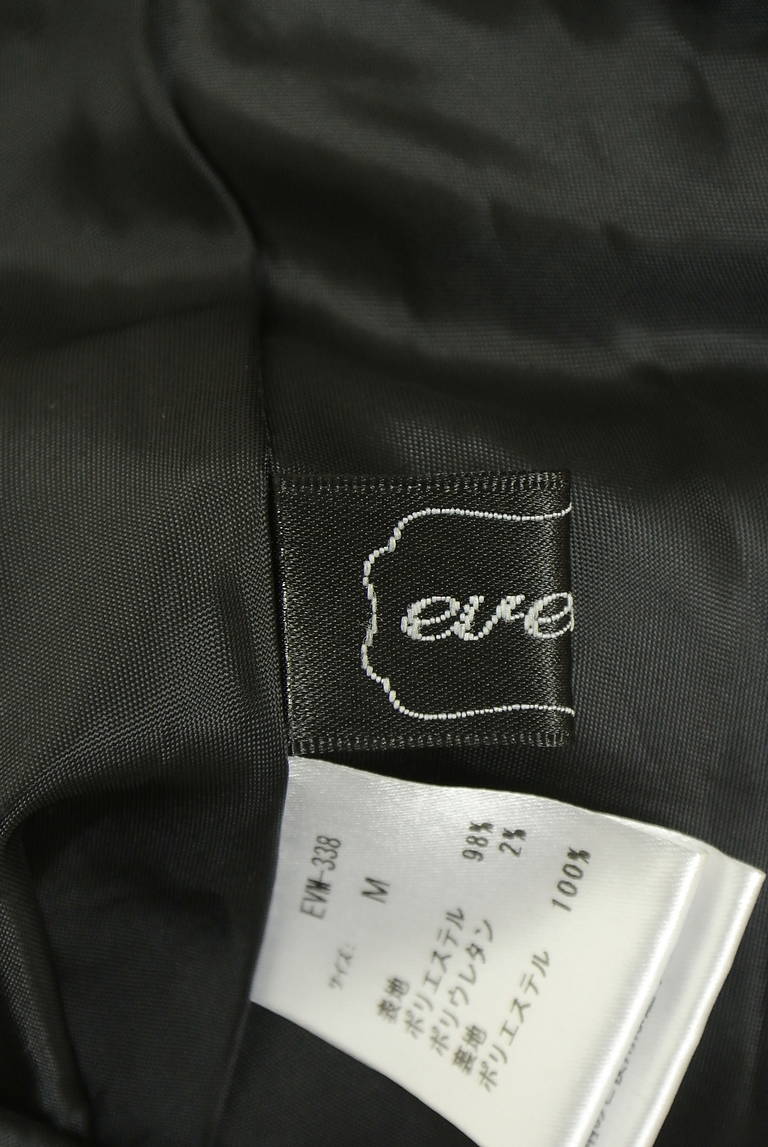 eve
EVM-338
サイズ: M
表地
ポリエステル 98%
ポリウレタン 2%
裏地
ポリエステル 100%